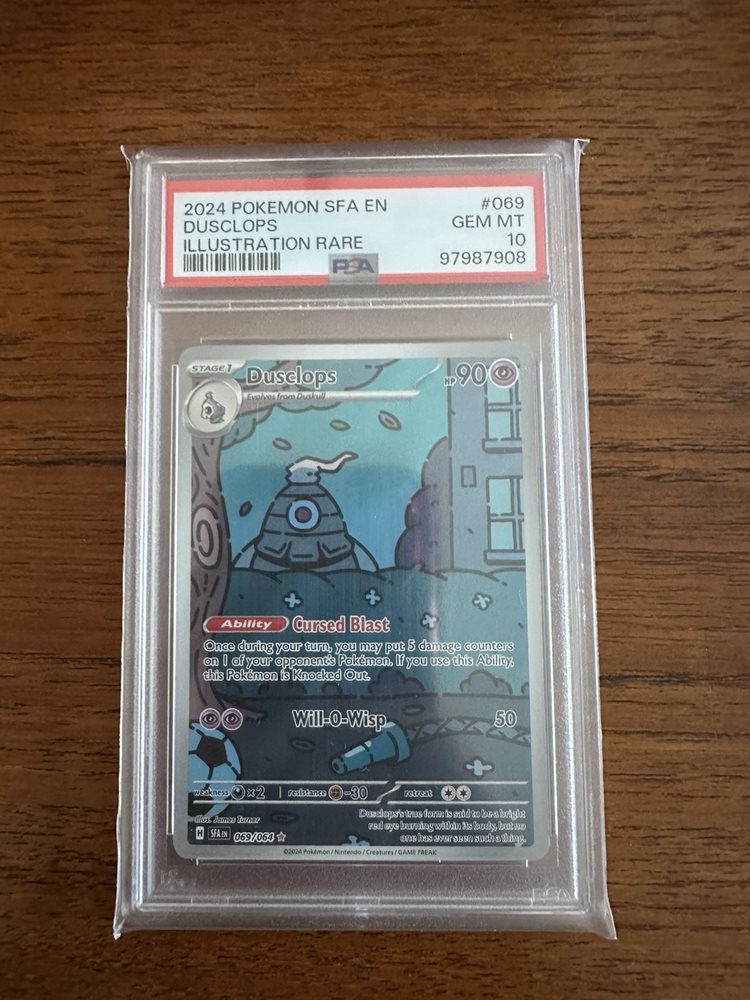 2024 POKEMON SFA EN #069
DUSCLOPS GEM MT
ILLUSTRATION RARE 10
PSA 97987908
STAGE 1 Dusclops HP 90
Evolves from Duskull
Ability Cursed Blast
Once during your turn, you may put 5 damage counters
on 1 of your opponent's Pokémon. If you use this Ability,
this Pokémon is Knocked Out.
Will-O-Wisp 50
weakness ×2 resistance -30 retreat
Illus. James Turner
Dusclops's true form is said to be a bright
red eye burning within its body, but no
one has ever seen such a thing.
H SFA EN 069/064
©2024 Pokémon / Nintendo / Creatures / GAME FREAK